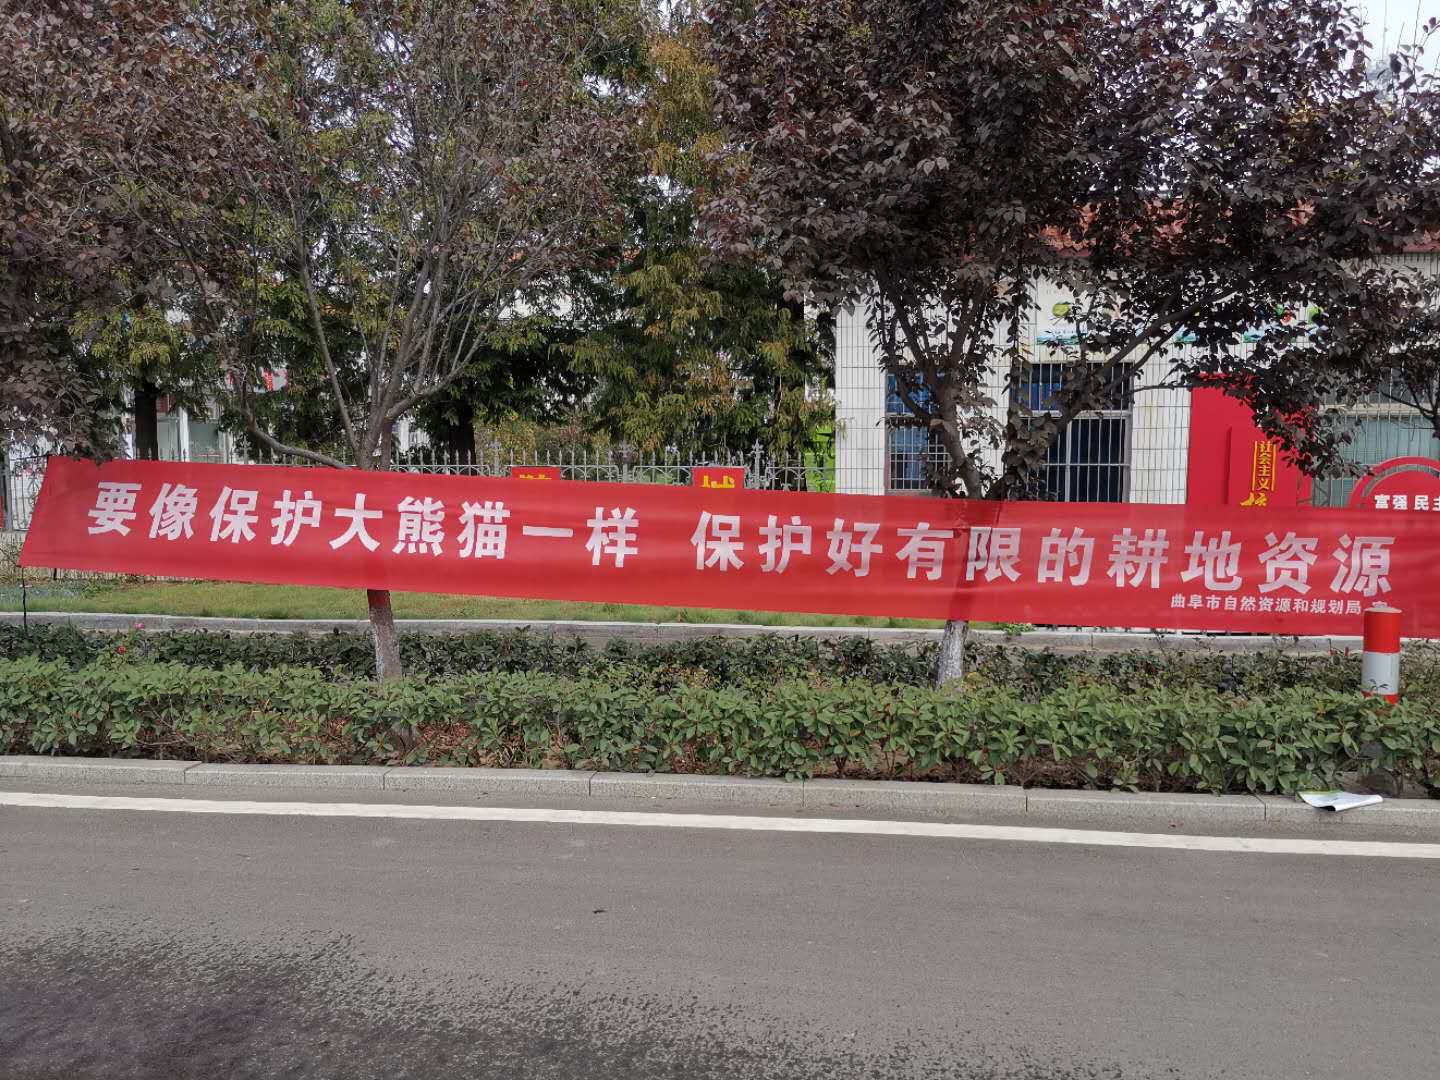 要像保护大熊猫一样 保护好有限的耕地资源
曲阜市自然资源和规划局
城
社会主义
核
富强 民主